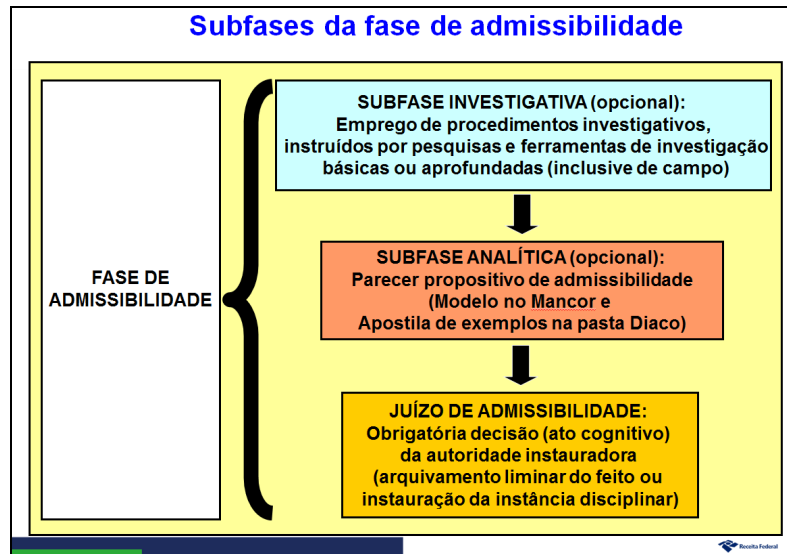 Subfases da fase de admissibilidade
FASE DE
ADMISSIBILIDADE
SUBFASE INVESTIGATIVA (opcional):
Emprego de procedimentos investigativos,
instruídos por pesquisas e ferramentas de investigação
básicas ou aprofundadas (inclusive de campo)
SUBFASE ANALÍTICA (opcional):
Parecer propositivo de admissibilidade
(Modelo no Mancor e
Apostila de exemplos na pasta Diaco)
JUÍZO DE ADMISSIBILIDADE:
Obrigatória decisão (ato cognitivo)
da autoridade instauradora
(arquivamento liminar do feito ou
instauração da instância disciplinar)
Receita Federal